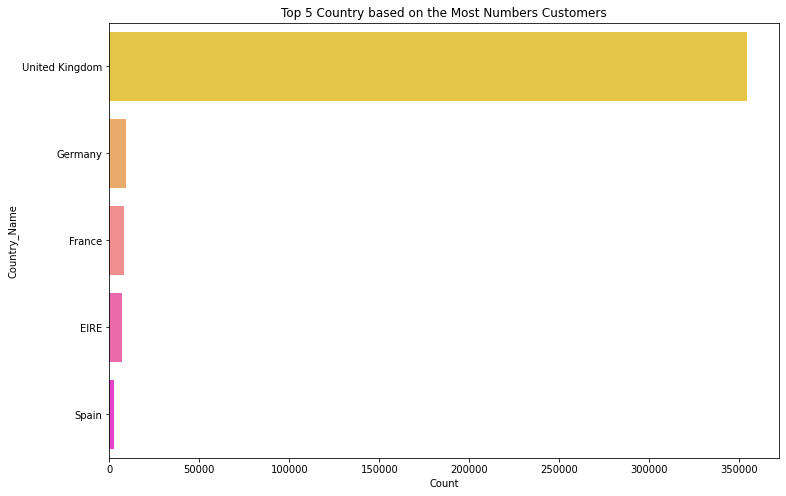 Top 5 Country based on the Most Numbers Customers
Country_Name
United Kingdom
Germany
France
EIRE
Spain
0 50000 100000 150000 200000 250000 300000 350000
Count